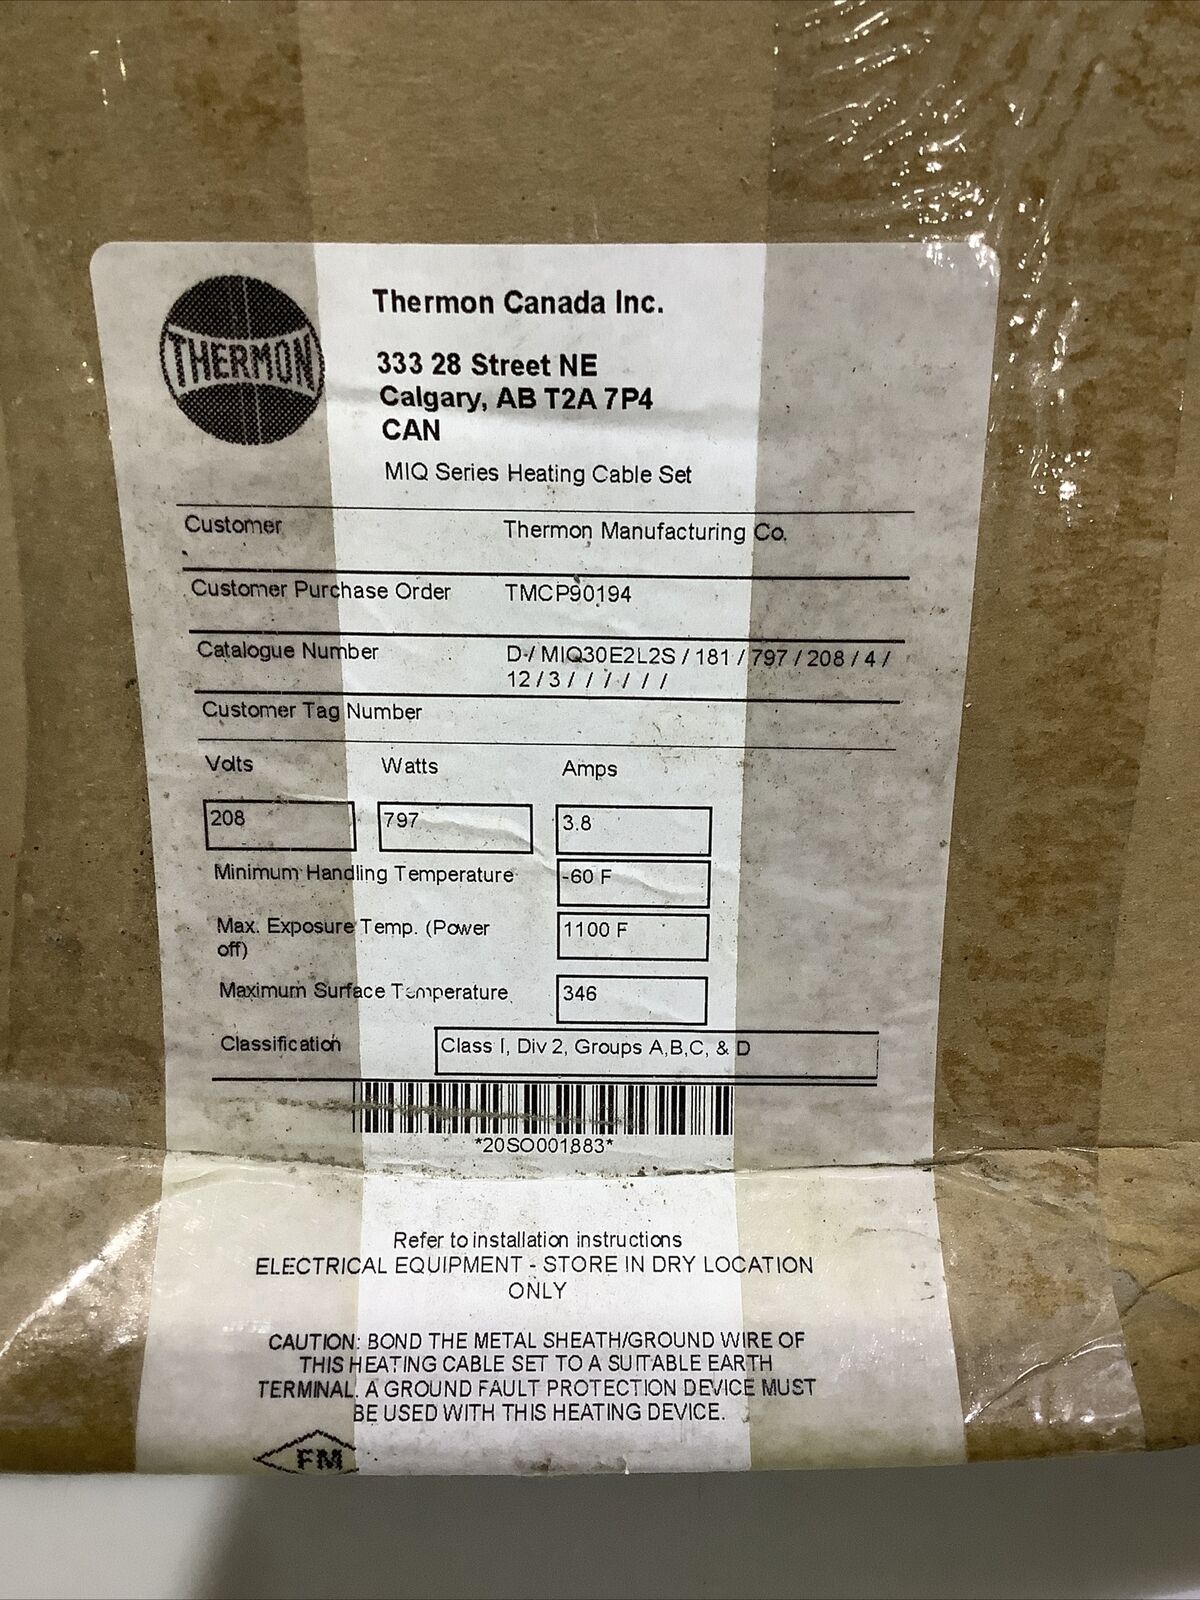 THERMON
Thermon Canada Inc.
333 28 Street NE
Calgary, AB T2A 7P4
CAN
MIQ Series Heating Cable Set
Customer Thermon Manufacturing Co.
Customer Purchase Order TMCP90194
Catalogue Number D-/ MIQ30E2L2S / 181 / 797 / 208 / 4 /
12 / 3 / / / / / /
Customer Tag Number
Volts Watts Amps
208 797 3.8
Minimum Handling Temperature -60 F
Max. Exposure Temp. (Power 1100 F
off)
Maximum Surface Temperature 346
Classification Class I, Div 2, Groups A,B,C, & D
*20SO001883*
Refer to installation instructions
ELECTRICAL EQUIPMENT - STORE IN DRY LOCATION
ONLY
CAUTION: BOND THE METAL SHEATH/GROUND WIRE OF
THIS HEATING CABLE SET TO A SUITABLE EARTH
TERMINAL. A GROUND FAULT PROTECTION DEVICE MUST
BE USED WITH THIS HEATING DEVICE.
FM